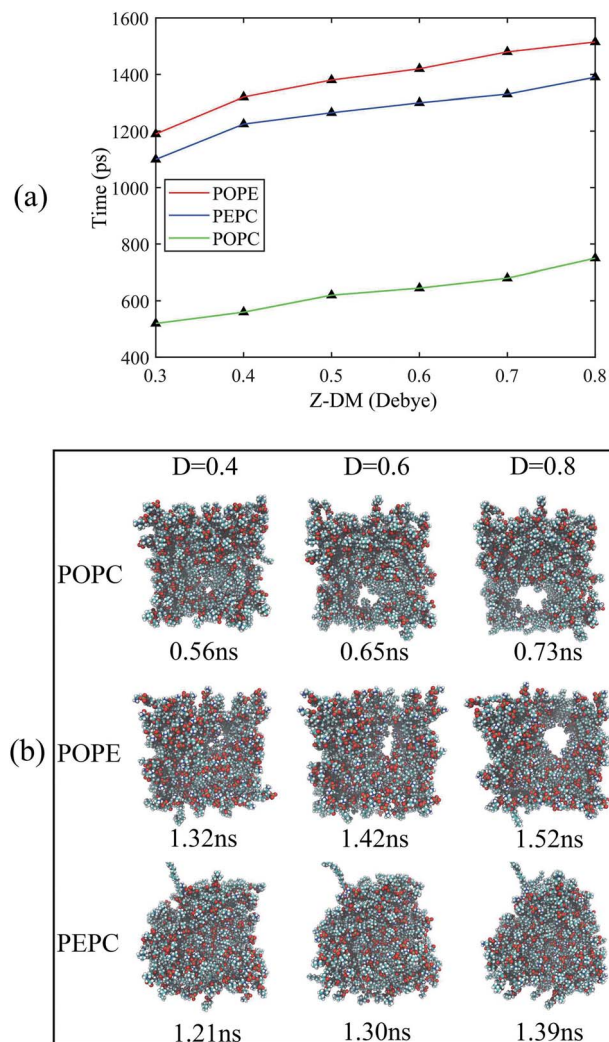 1600
1400
1200
1000
800
600
400
Time (ps)
(a)
POPE
PEPC
POPC
0.3 0.4 0.5 0.6 0.7 0.8
Z-DM (Debye)
D=0.4 D=0.6 D=0.8
POPC
0.56ns 0.65ns 0.73ns
(b)
POPE
1.32ns 1.42ns 1.52ns
PEPC
1.21ns 1.30ns 1.39ns